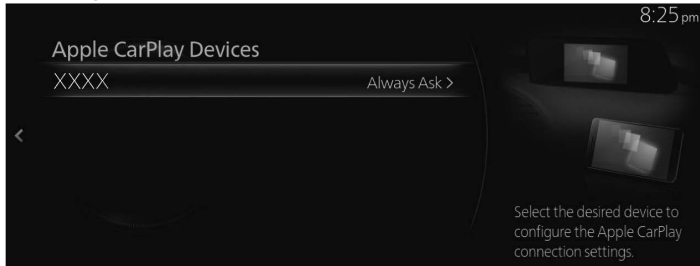 8:25 pm
Apple CarPlay Devices
XXXX Always Ask >
Select the desired device to
configure the Apple CarPlay
connection settings.